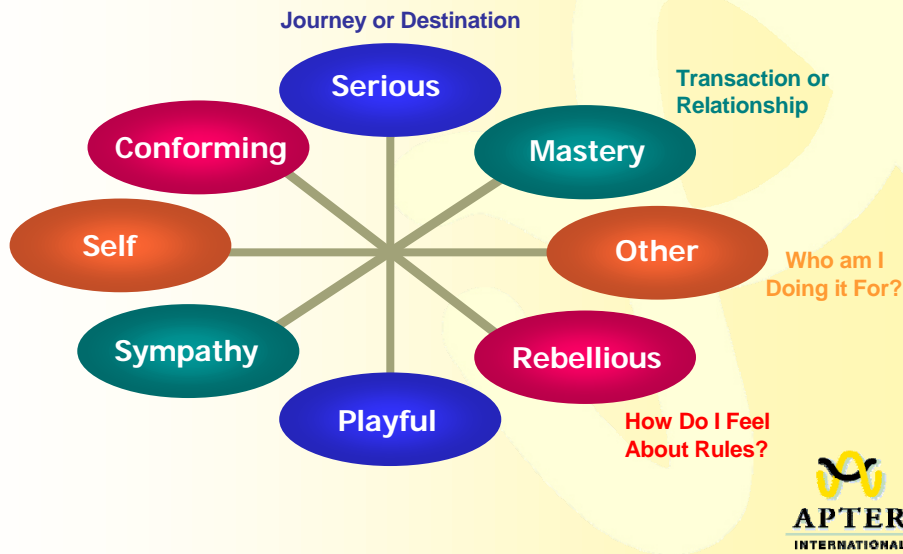 Journey or Destination
Serious
Transaction or
Relationship
Conforming
Mastery
Self
Other
Who am I
Doing it For?
Sympathy
Rebellious
Playful
How Do I Feel
About Rules?
APTER
INTERNATIONAL